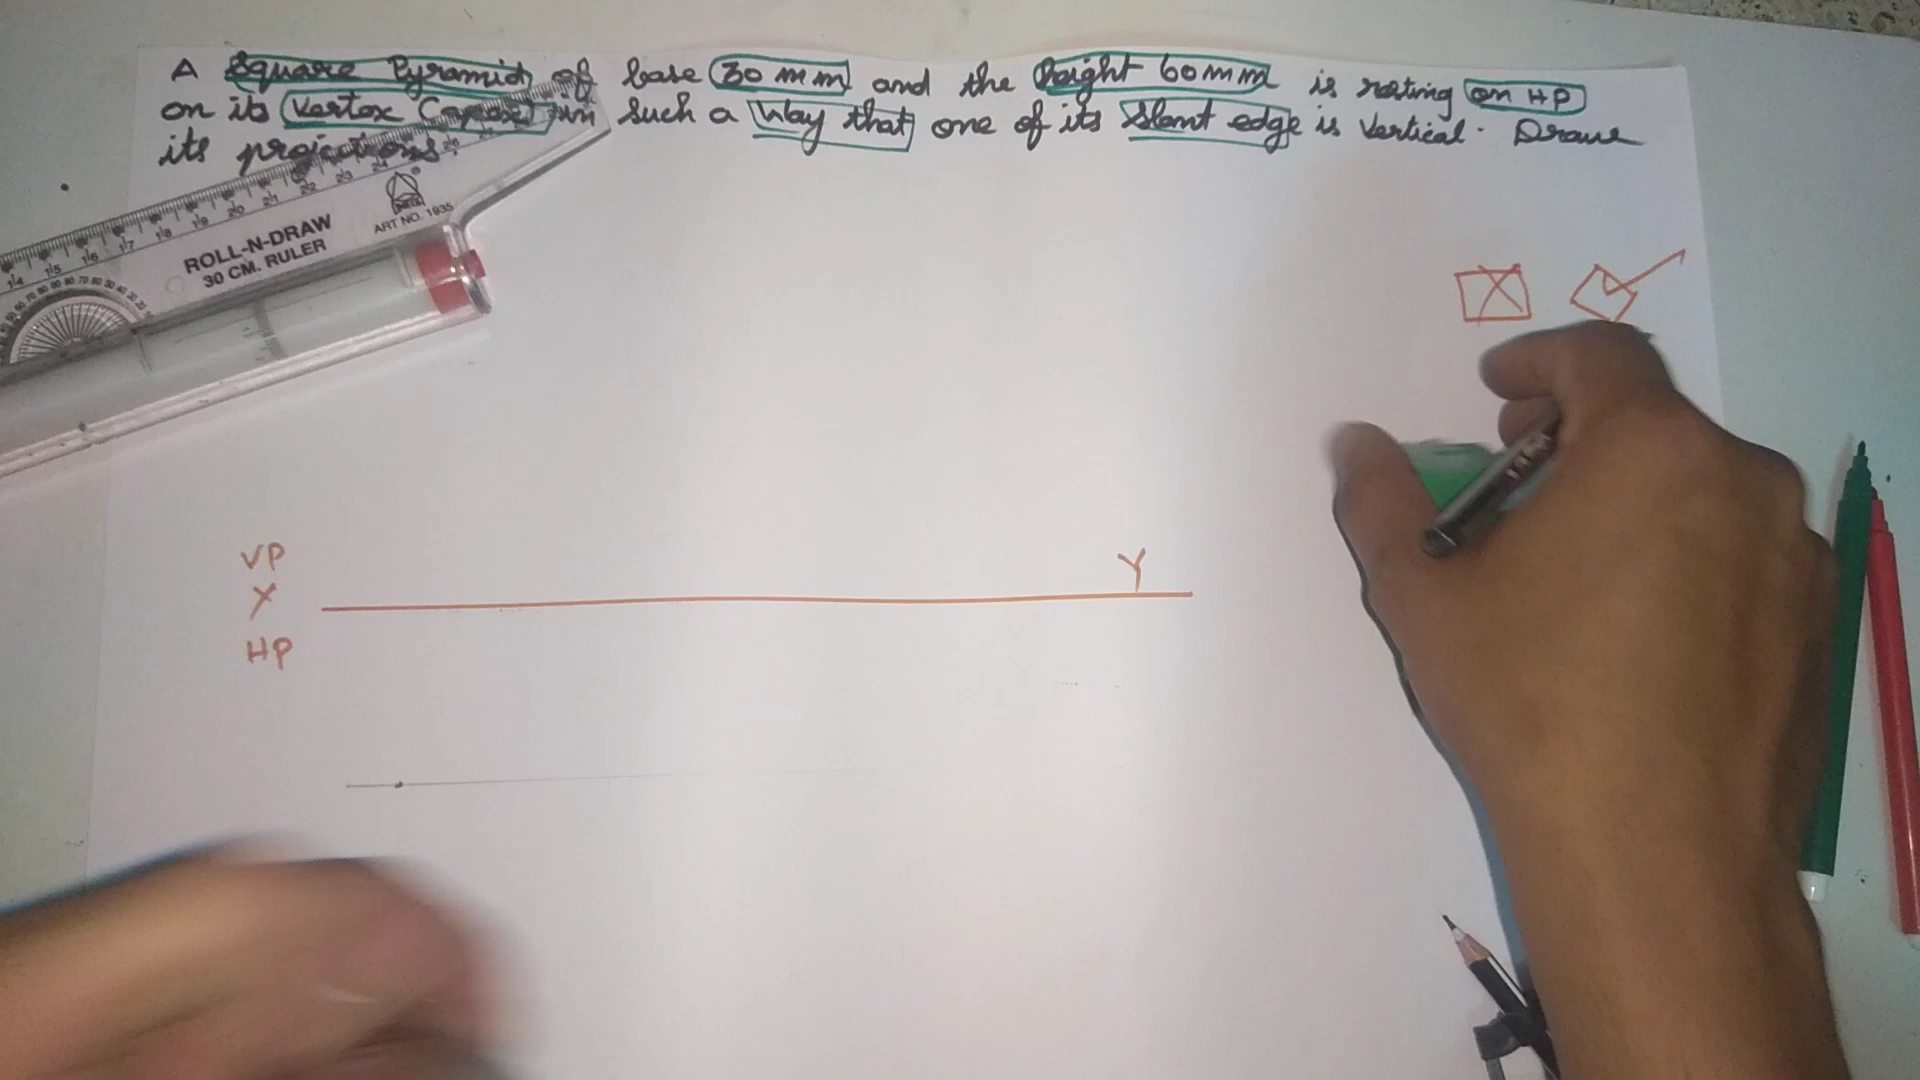 A Square Pyramid of base 30 mm and the height 60mm is resting on HP
on its Vertex (apex) in such a way that one of its Slant edge is Vertical. Draw
its projections.
ROLL-N-DRAW
30 CM. RULER
ART NO. 1935
VP
X Y
HP